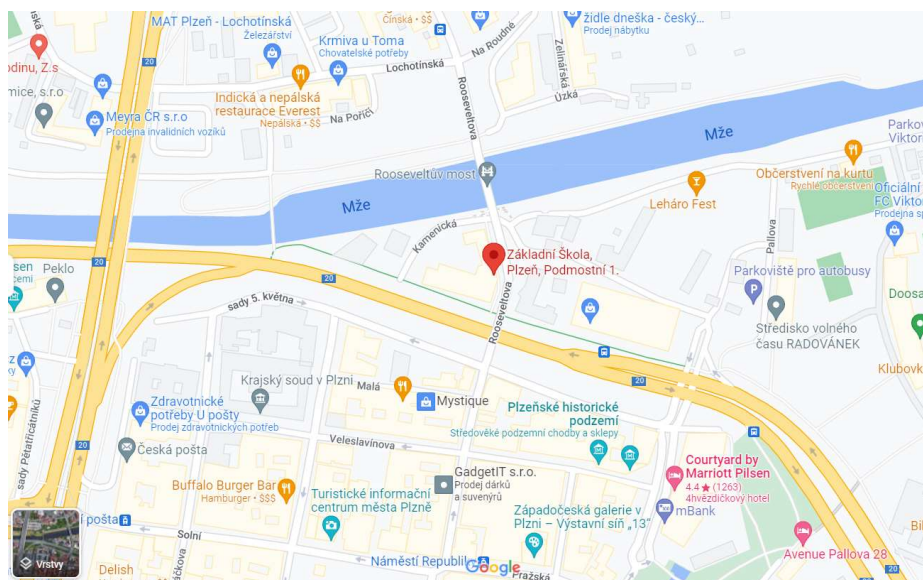 MAT Plzeň - Lochotínská
Železářství
Krmiva u Toma
Chovatelské potřeby
Čínská • $$
Na Roudné
židle dneška - český...
Prodej nábytku
odinu, Z.s
mice, s.r.o
20
Lochotínská
Rooseveltova
Zelinářská
Úzká
Indická a nepálská
restaurace Everest
Nepálská • $$
Na Poříčí
Meyra ČR s.r.o
Prodejna invalidních vozíků
Mže
Parko
Viktori
Rooseveltův most
Občerstvení na kurtu
Rychlé občerstvení
Oficiální
FC Viktor
Prodejna sp
Leháro Fest
Mže
Kamenická
Pallova
Základní Škola,
Plzeň, Podmostní 1.
Peklo
20
20
Parkoviště pro autobusy
Doosa
sady 5. května
Rooseveltova
Středisko volného
času RADOVÁNEK
Klubovk
Krajský soud v Plzni
Malá
Mystique
20
20
Zdravotnické
potřeby U pošty
Prodej zdravotnických potřeb
Plzeňské historické
podzemí
Středověké podzemní chodby a sklepy
sady Pětatřicátníků
20
Česká pošta
Veleslavínova
20
Buffalo Burger Bar
Hamburger • $$$
GadgetIT s.r.o.
Prodej dárků
a suvenýrů
Courtyard by
Marriott Pilsen
4.4 ★ (1263)
4hvězdičkový hotel
Turistické informační
centrum města Plzně
Západočeská galerie v
Plzni – Výstavní síň „13"
mBank
pošta
Solní
Avenue Pallova 28
Vrstvy
Delish
Náměstí Republiky
Google
Pražská
20